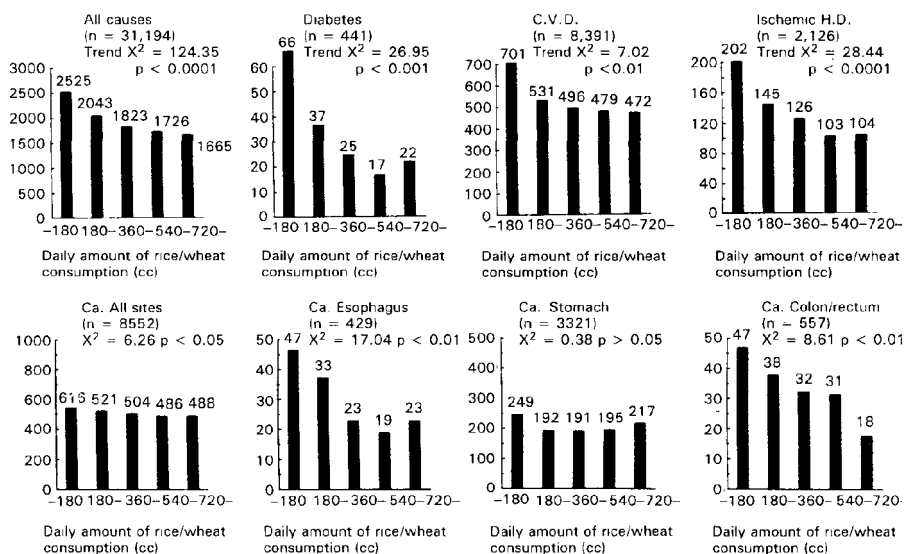 All causes
(n = 31,194)
Trend X² = 124.35
p < 0.0001
3000
2500
2000
1500
1000
500
0
2525
2043
1823
1726
1665
–180 180– 360– 540– 720–
Daily amount of rice/wheat
consumption (cc)
Diabetes
(n = 441)
Trend X² = 26.95
p < 0.001
60
50
40
30
20
10
0
66
37
25
17
22
–180 180– 360– 540– 720–
Daily amount of rice/wheat
consumption (cc)
C.V.D.
(n = 8,391)
Trend X² = 7.02
p <0.01
700
600
500
400
300
200
100
0
701
531
496
479
472
–180 180– 360– 540– 720–
Daily amount of rice/wheat
consumption (cc)
Ischemic H.D.
(n = 2,126)
Trend X² = 28.44
p < 0.0001
200
160
120
80
40
0
202
145
126
103
104
–180 180– 360– 540– 720–
Daily amount of rice/wheat
consumption (cc)
Ca. All sites
(n = 8552)
X² = 6.26 p < 0.05
1000
800
600
400
200
0
616
521
504
486
488
–180 180– 360– 540– 720–
Daily amount of rice/wheat
consumption (cc)
Ca. Esophagus
(n = 429)
X² = 17.04 p < 0.01
50
40
30
20
10
0
47
33
23
19
23
–180 180– 360– 540– 720–
Daily amount of rice/wheat
consumption (cc)
Ca. Stomach
(n = 3321)
X² = 0.38 p > 0.05
500
400
300
200
100
0
249
192
191
195
217
–180 180– 360– 540– 720–
Daily amount of rice/wheat
consumption (cc)
Ca. Colon/rectum
(n = 557)
X² = 8.61 p < 0.01
50
40
30
20
10
0
47
38
32
31
18
–180 180– 360– 540– 720–
Daily amount of rice/wheat
consumption (cc)